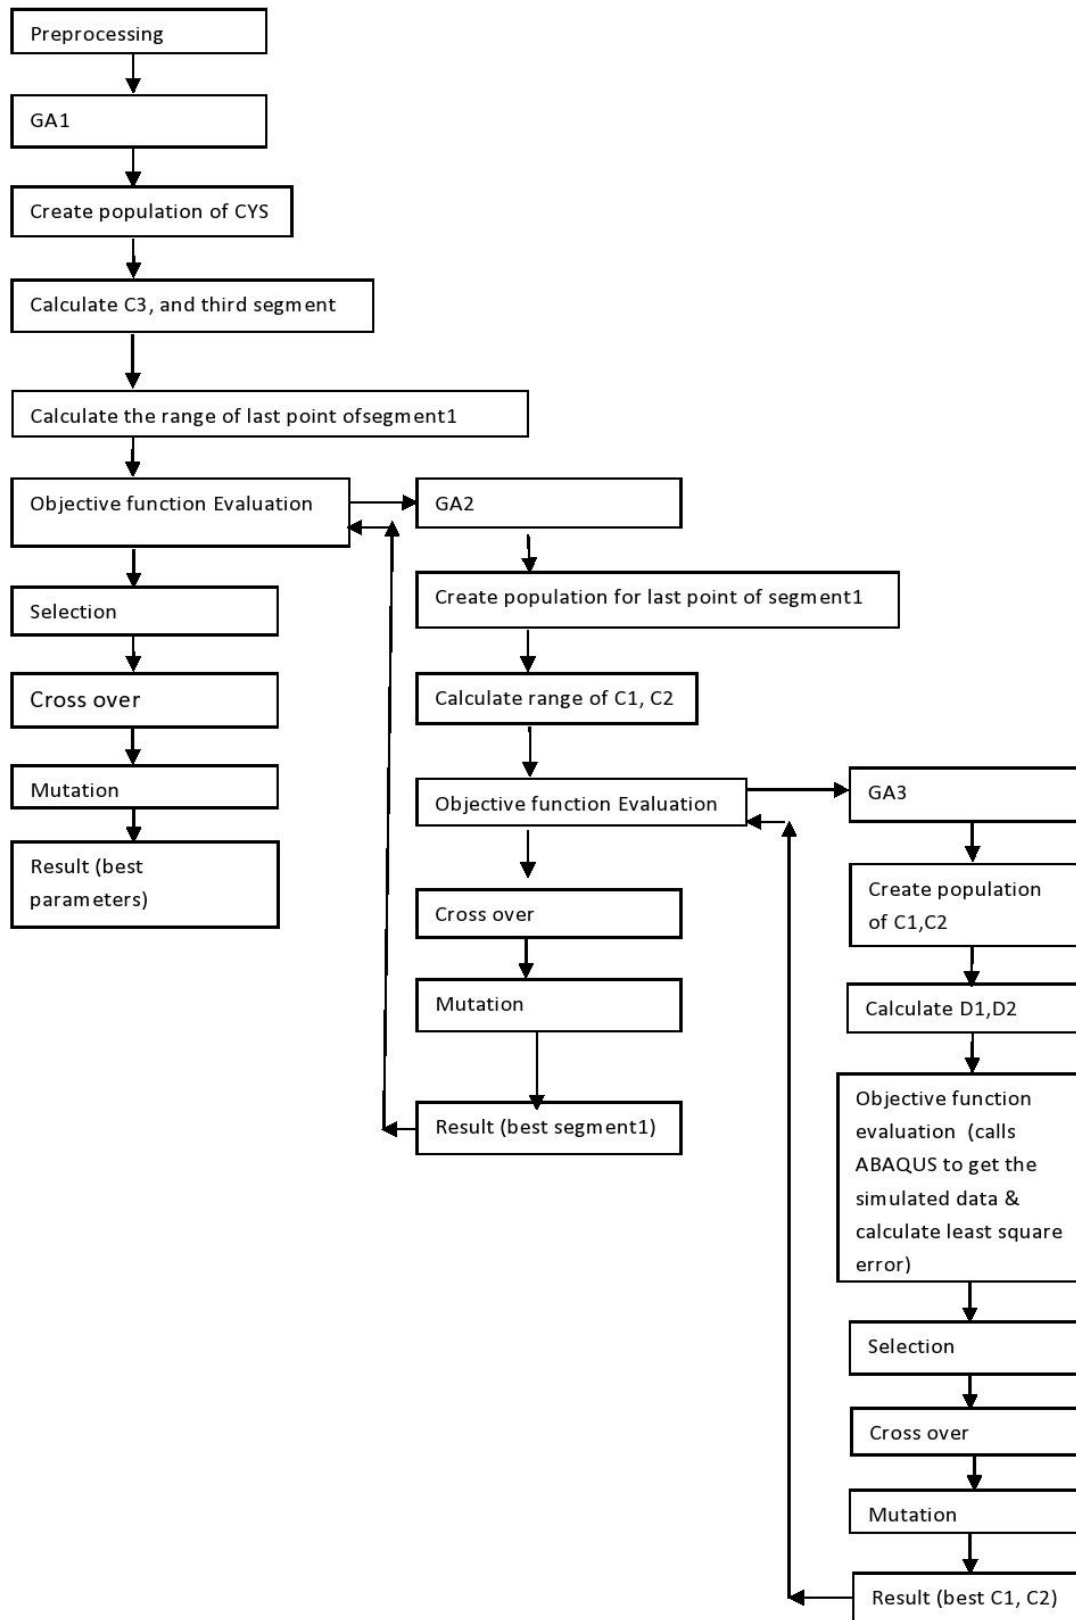 Preprocessing
GA1
Create population of CYS
Calculate C3, and third segment
Calculate the range of last point ofsegment1
Objective function Evaluation
Selection
Cross over
Mutation
Result (best
parameters)
GA2
Create population for last point of segment1
Calculate range of C1, C2
Objective function Evaluation
Cross over
Mutation
Result (best segment1)
GA3
Create population
of C1,C2
Calculate D1,D2
Objective function
evaluation (calls
ABAQUS to get the
simulated data &
calculate least square
error)
Selection
Cross over
Mutation
Result (best C1, C2)